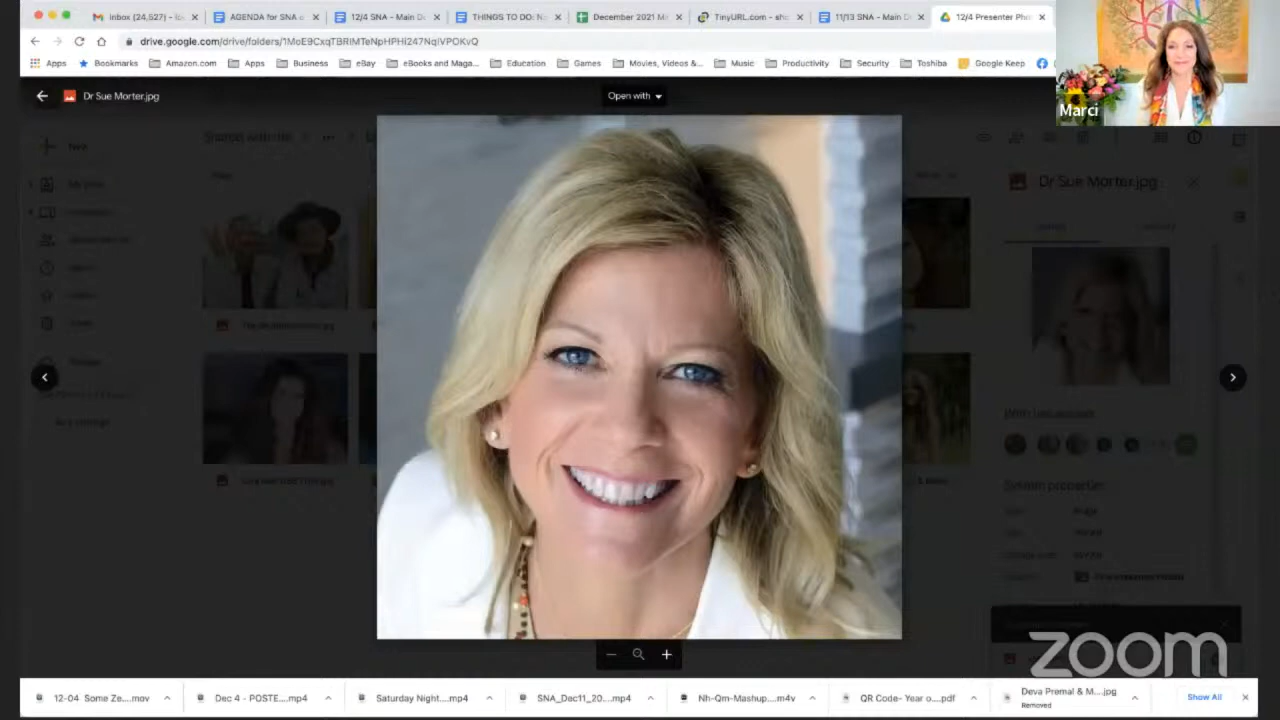 Inbox (24,527) -
AGENDA for SNA
12/4 SNA - Main D
THINGS TO DO: N
December 2021 M
TinyURL.com - sho
11/13 SNA - Main D
12/4 Presenter Pho
drive.google.com/drive/folders/1MoE9CxqTBRIMTeNpHPHi247NqiVPOKvQ
Apps
Bookmarks
Amazon.com
Apps
Business
eBay
eBooks and Maga...
Education
Games
Movies, Videos &...
Music
Productivity
Security
Toshiba
Google Keep
Marci
Dr Sue Morter.jpg
Open with
Dr Sue Morter.jpg
zoom
12-04 Some Ze....mov
Dec 4 - POSTE....mp4
Saturday Night....mp4
SNA_Dec11_20....mp4
Nh-Qm-Mashup....m4v
QR Code- Year o....pdf
Deva Premal & M....jpg
Removed
Show All